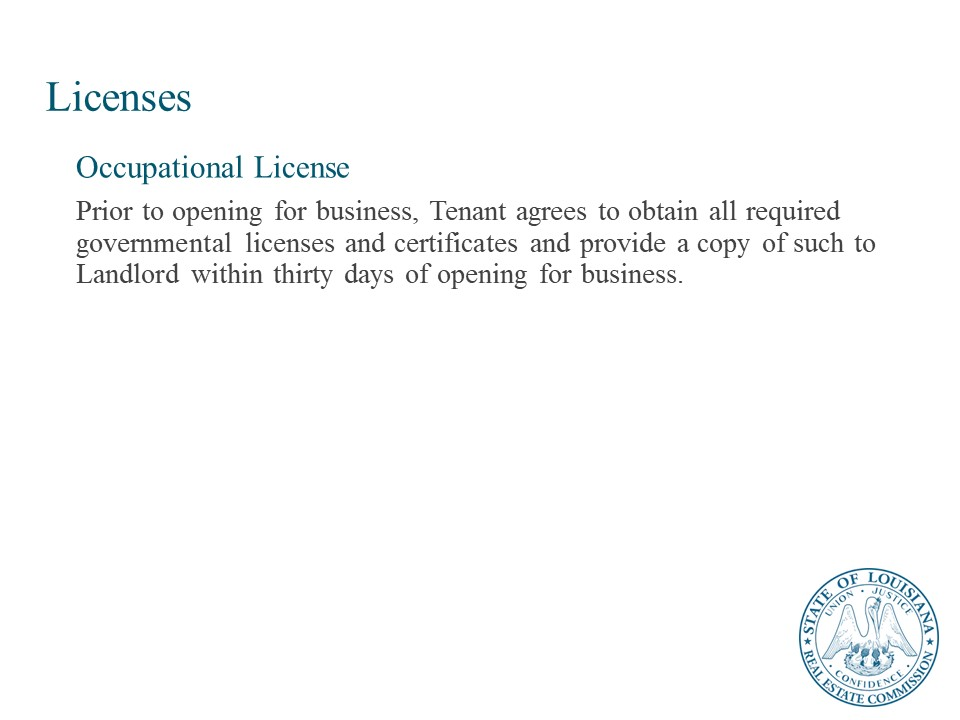 Licenses
Occupational License
Prior to opening for business, Tenant agrees to obtain all required
governmental licenses and certificates and provide a copy of such to
Landlord within thirty days of opening for business.
STATE OF LOUISIANA
UNION · JUSTICE
· CONFIDENCE ·
REAL ESTATE COMMISSION